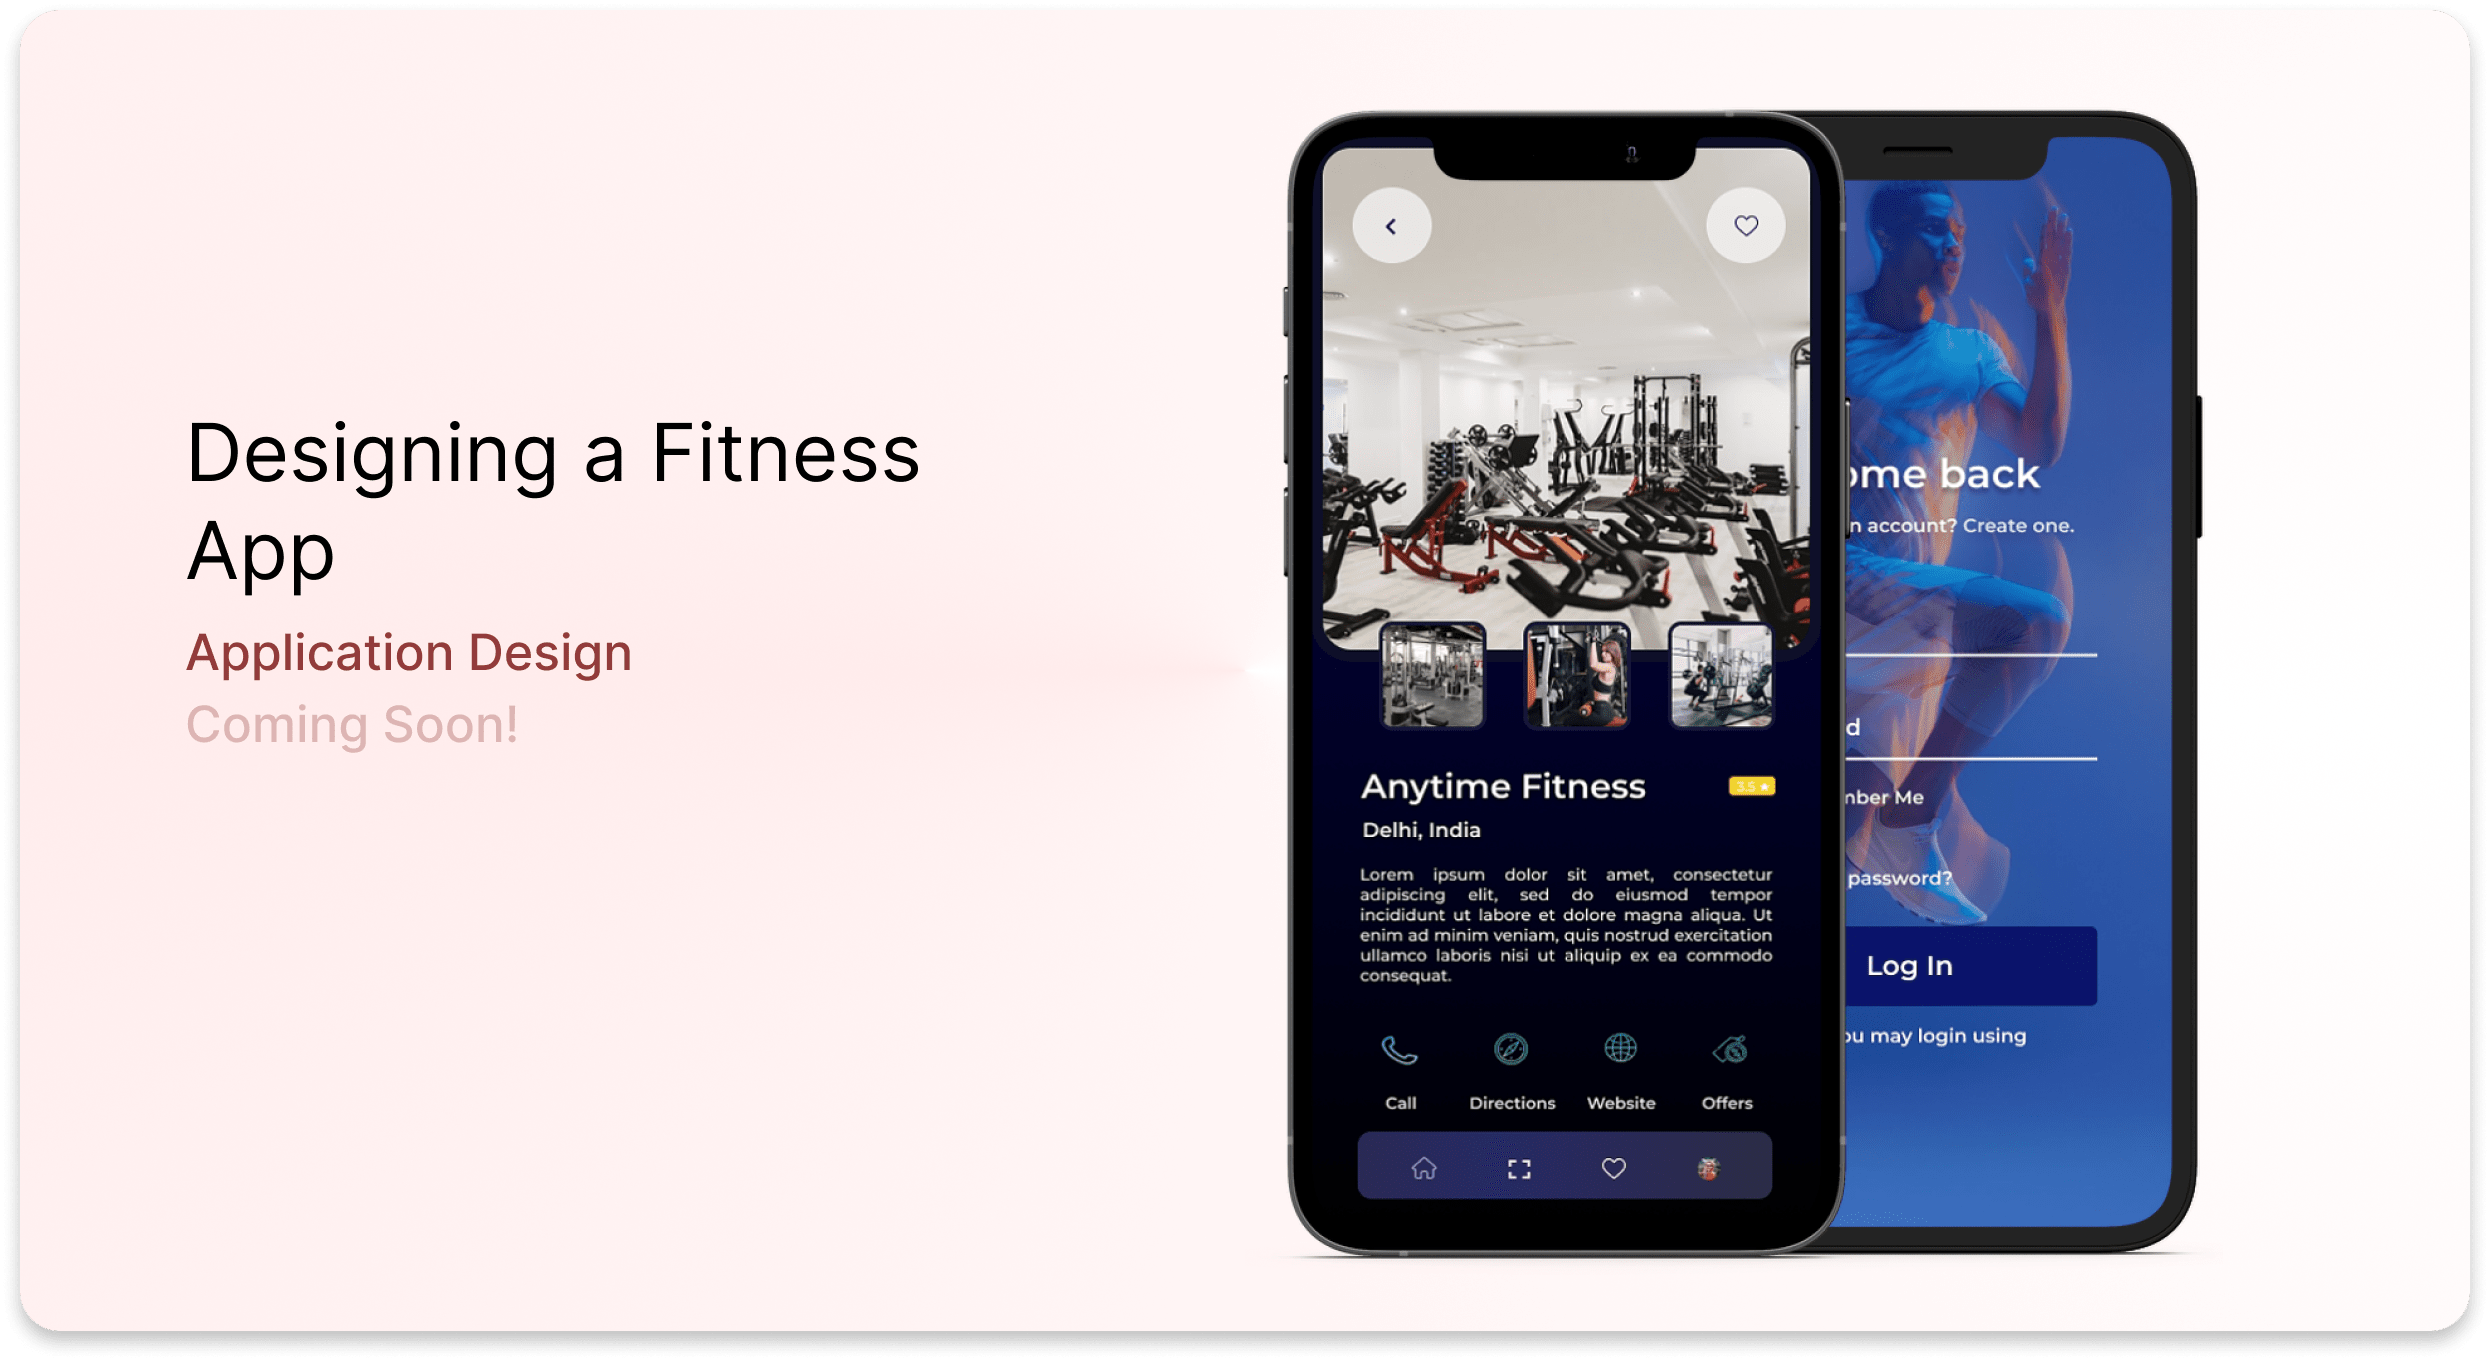 Designing a Fitness
App
Application Design
Coming Soon!
Anytime Fitness
3.5 ★
Delhi, India
Lorem ipsum dolor sit amet, consectetur
adipiscing elit, sed do eiusmod tempor
incididunt ut labore et dolore magna aliqua. Ut
enim ad minim veniam, quis nostrud exercitation
ullamco laboris nisi ut aliquip ex ea commodo
consequat.
Call Directions Website Offers
ome back
n account? Create one.
d
nber Me
password?
Log In
ou may login using